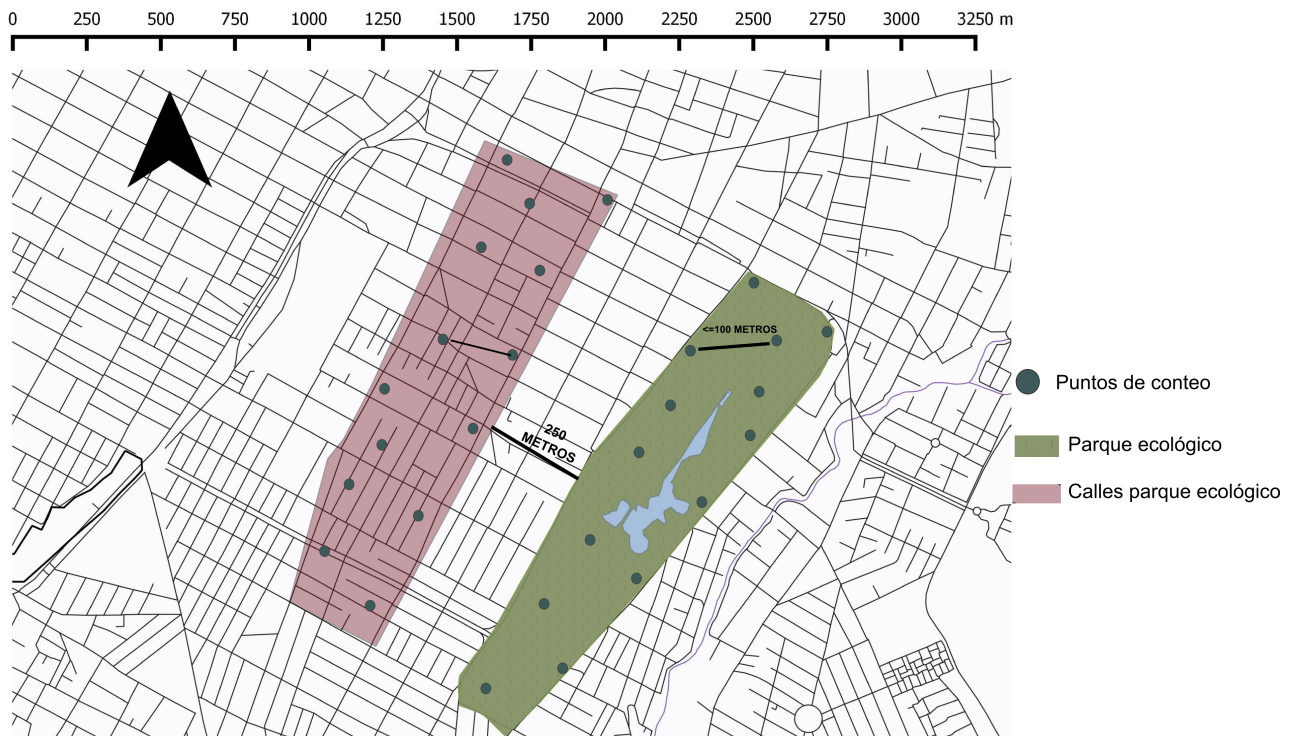 0 250 500 750 1000 1250 1500 1750 2000 2250 2500 2750 3000 3250 m
<=100 METROS
250
METROS
Puntos de conteo
Parque ecológico
Calles parque ecológico